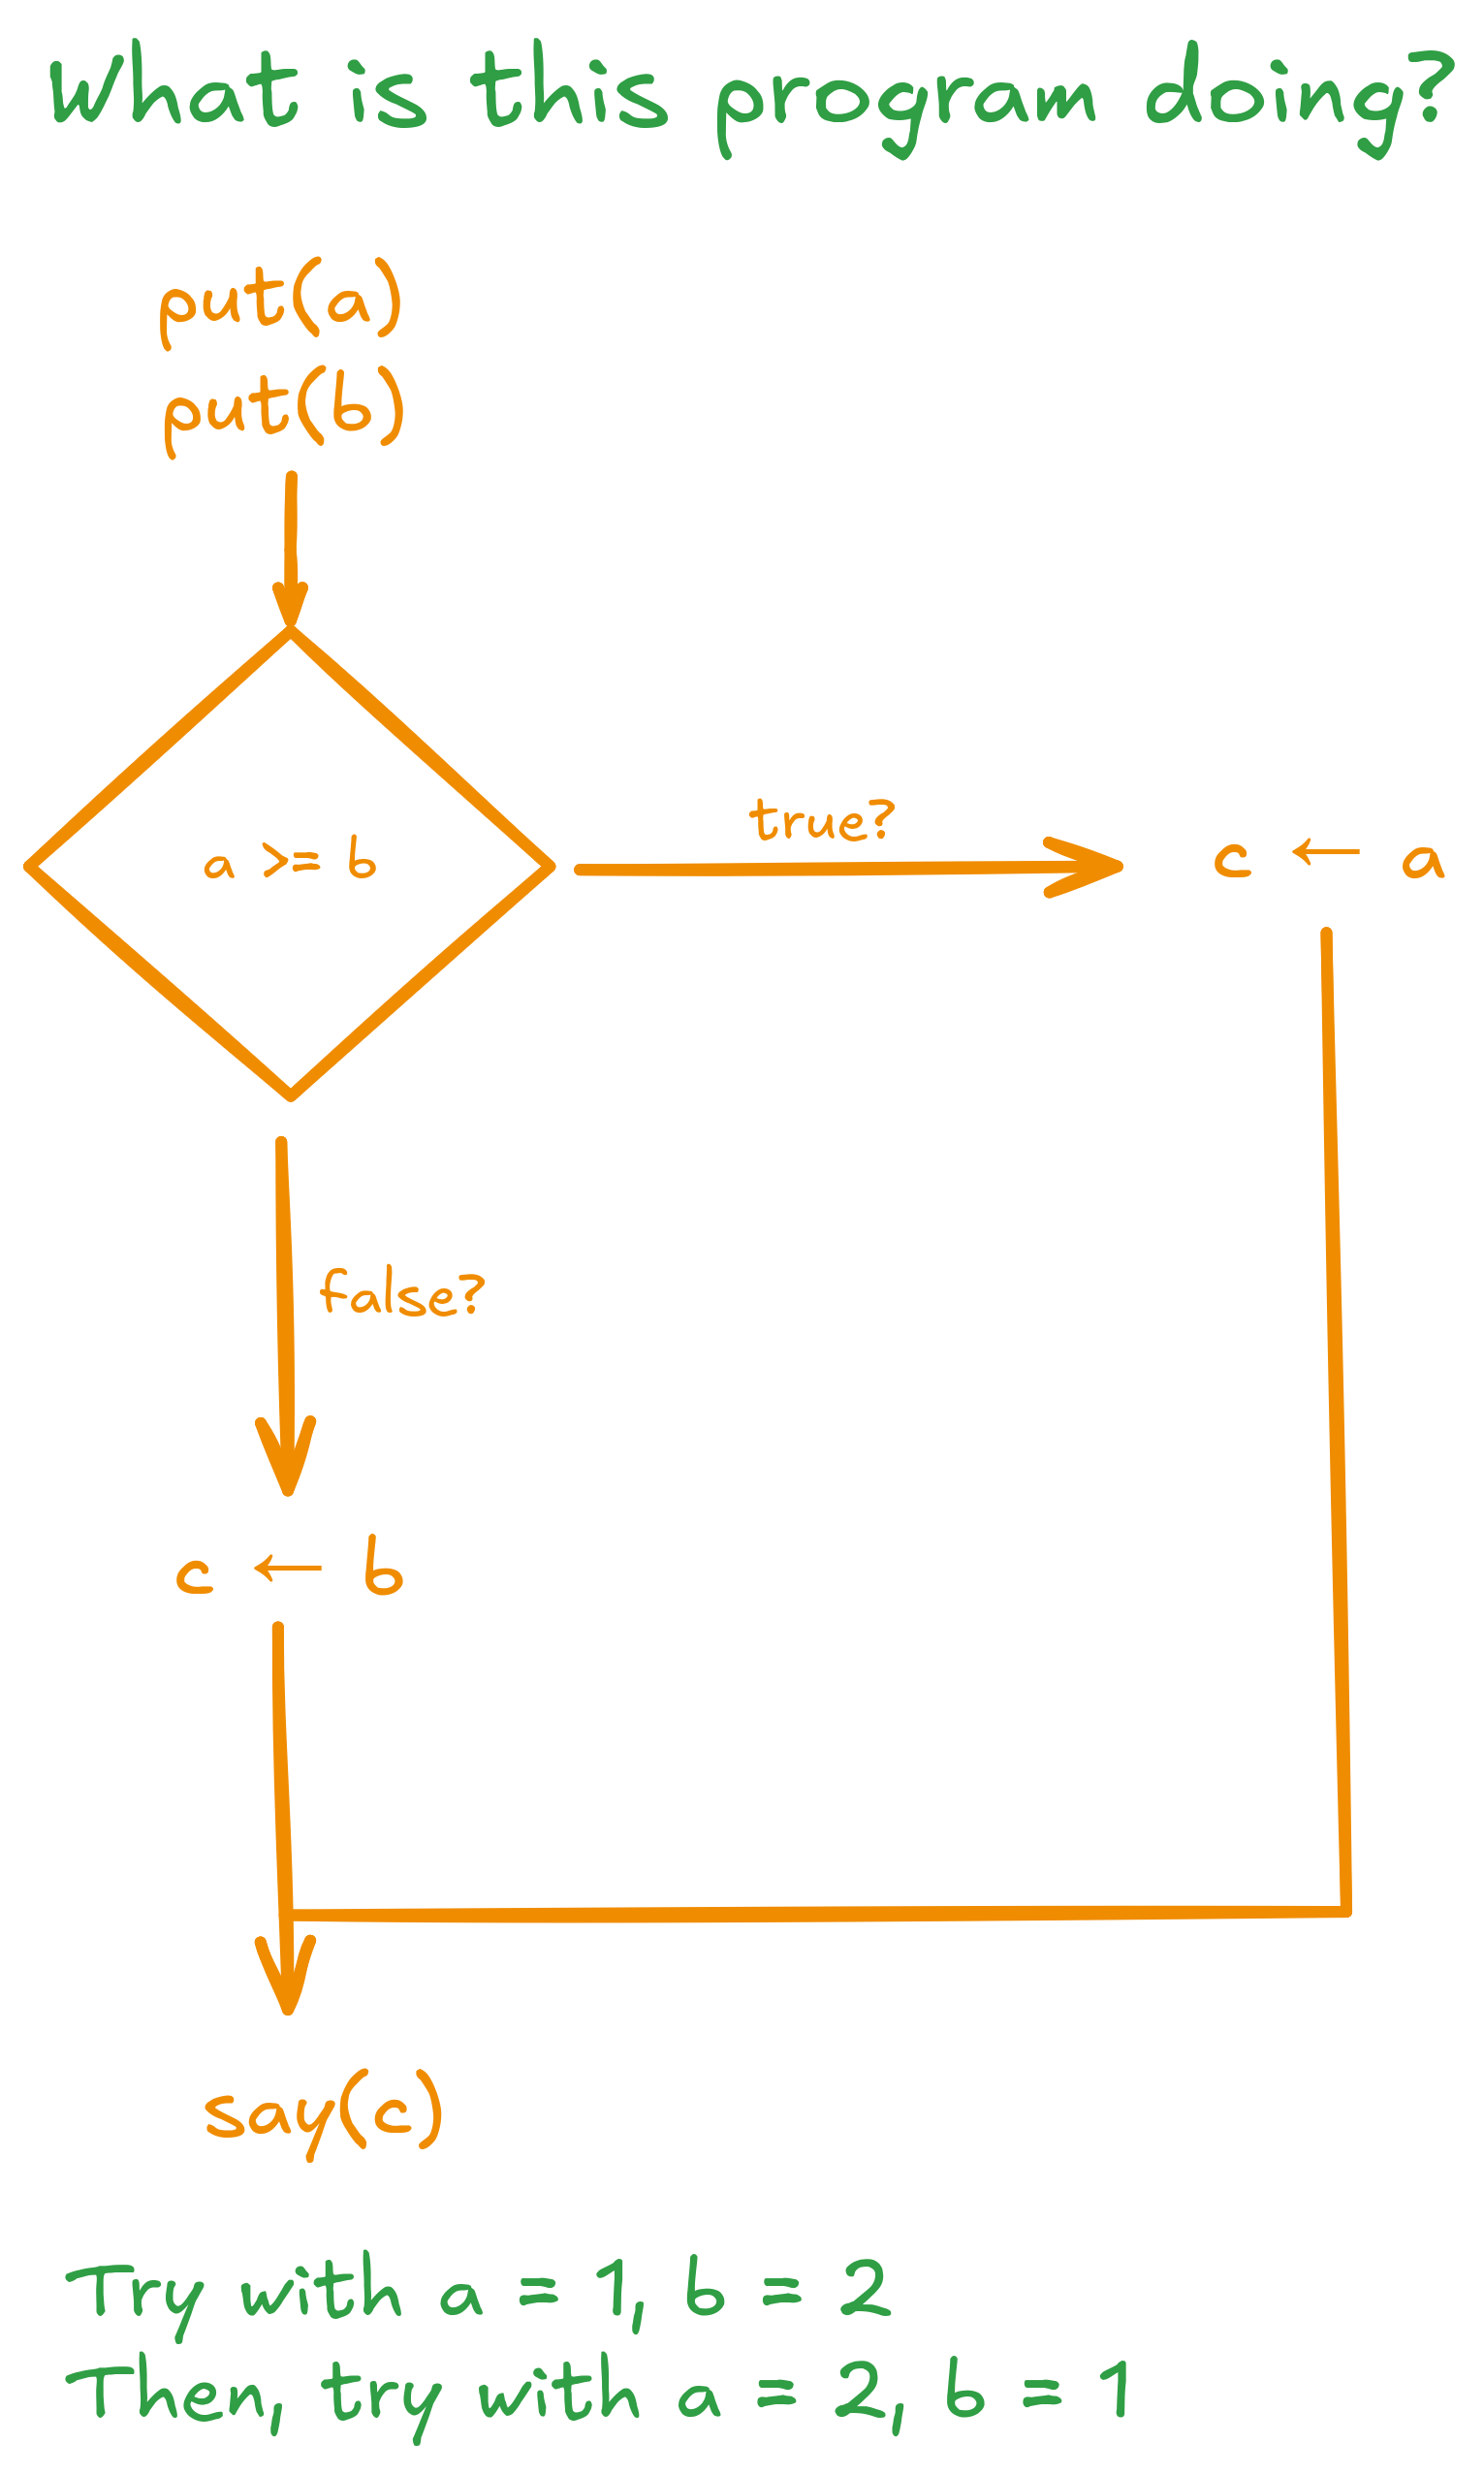 What is this program doing?
put(a)
put(b)
true?
a >= b
c ← a
false?
c ← b
say(c)
Try with a = 1, b = 2
Then, try with a = 2, b = 1